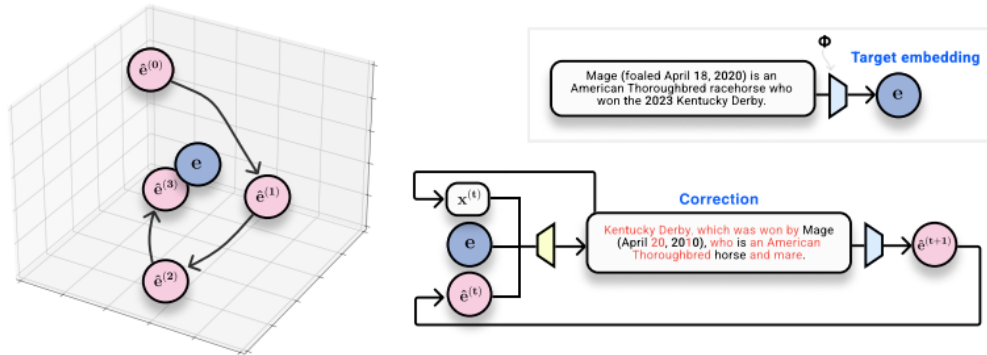 ê(0)
e
ê(3)
ê(1)
ê(2)
Φ
Target embedding
Mage (foaled April 18, 2020) is an
American Thoroughbred racehorse who
won the 2023 Kentucky Derby.
e
Correction
x(t)
e
ê(t)
Kentucky Derby. which was won by Mage
(April 20, 2010), who is an American
Thoroughbred horse and mare.
ê(t+1)